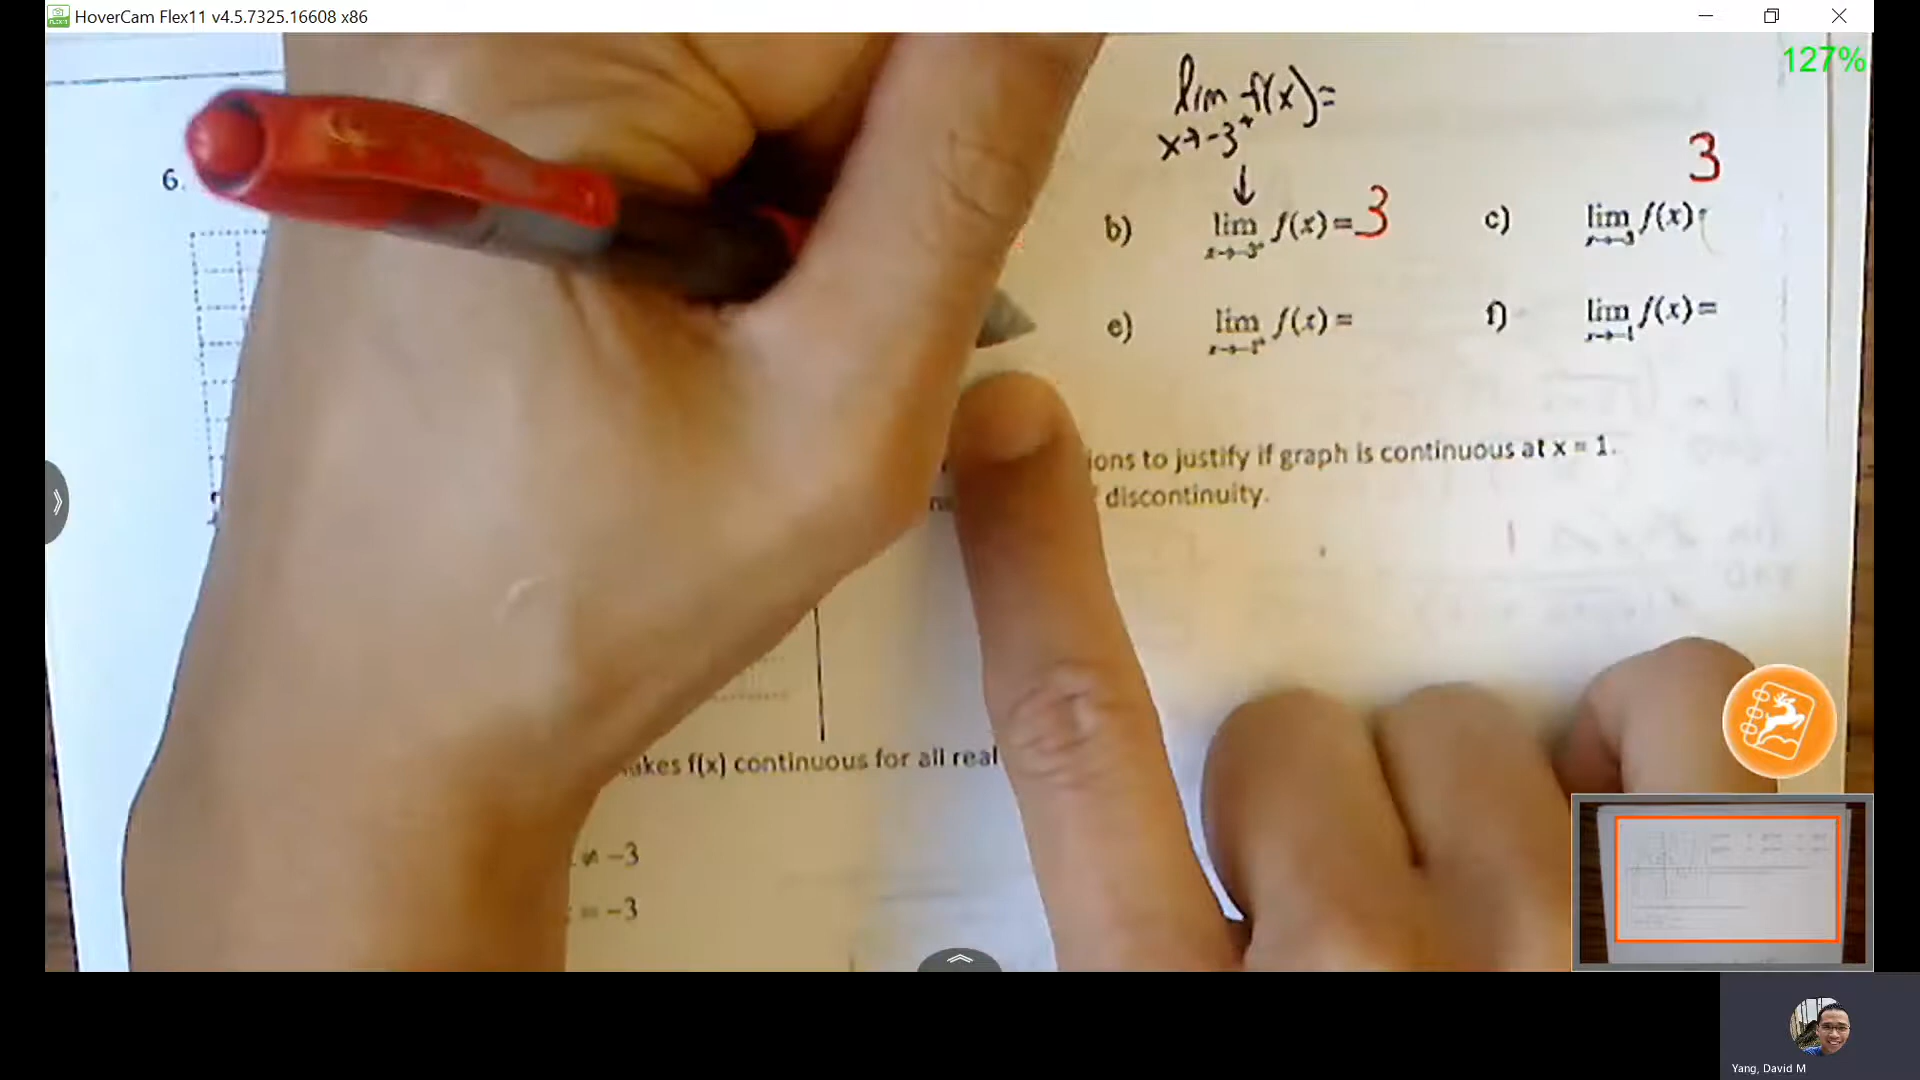 HoverCam Flex11 v4.5.7325.16608 x86
127%
lim f(x)=
x→-3⁺
↓
3
6.
b) lim f(x)=3
x→-3⁺
c) lim f(x)
x→-3
e) lim f(x)=
x→-1⁺
f) lim f(x)=
x→-1
ions to justify if graph is continuous at x = 1.
discontinuity.
akes f(x) continuous for all real
≠ -3
= -3
Yang, David M